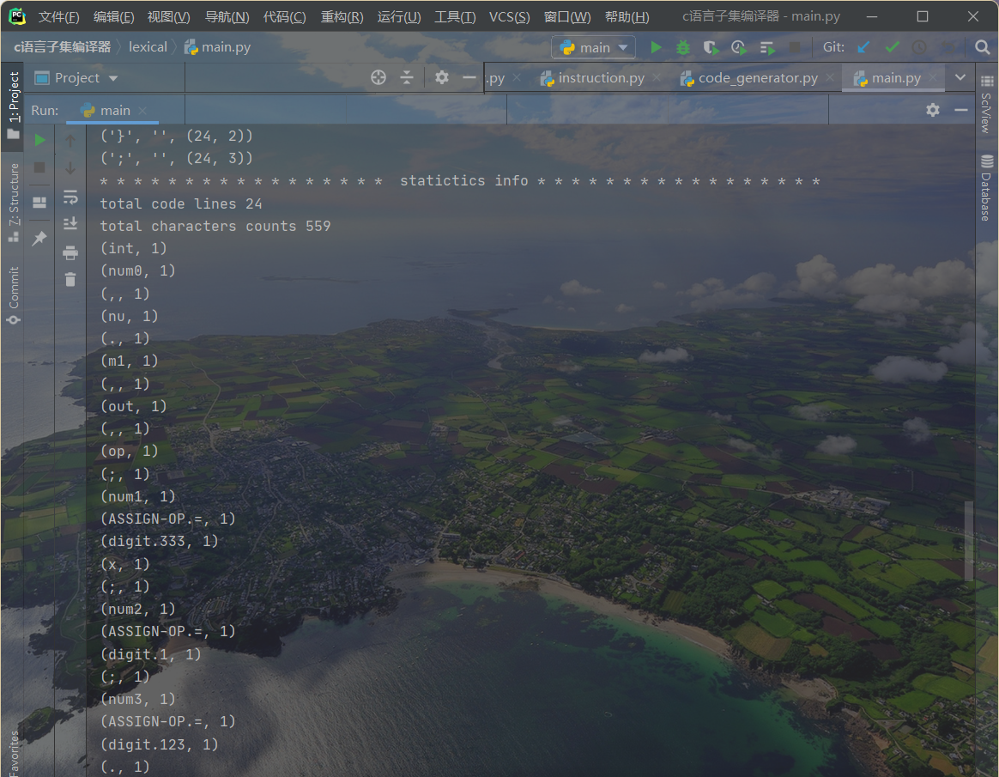 PC 文件(F) 编辑(E) 视图(V) 导航(N) 代码(C) 重构(R) 运行(U) 工具(T) VCS(S) 窗口(W) 帮助(H) c语言子集编译器 - main.py
c语言子集编译器 lexical main.py main Git:
1: Project
Project .py instruction.py code_generator.py main.py
SciView
Run: main
('}', '', (24, 2))
(';', '', (24, 3))
* * * * * * * * * * * * * * * * * statictics info * * * * * * * * * * * * * * * * *
total code lines 24
total characters counts 559
(int, 1)
(num0, 1)
(,, 1)
(nu, 1)
(., 1)
(m1, 1)
(,, 1)
(out, 1)
(,, 1)
(op, 1)
(;, 1)
(num1, 1)
(ASSIGN-OP.=, 1)
(digit.333, 1)
(x, 1)
(;, 1)
(num2, 1)
(ASSIGN-OP.=, 1)
(digit.1, 1)
(;, 1)
(num3, 1)
(ASSIGN-OP.=, 1)
(digit.123, 1)
(., 1)
Z: Structure
Commit
Favorites
Database